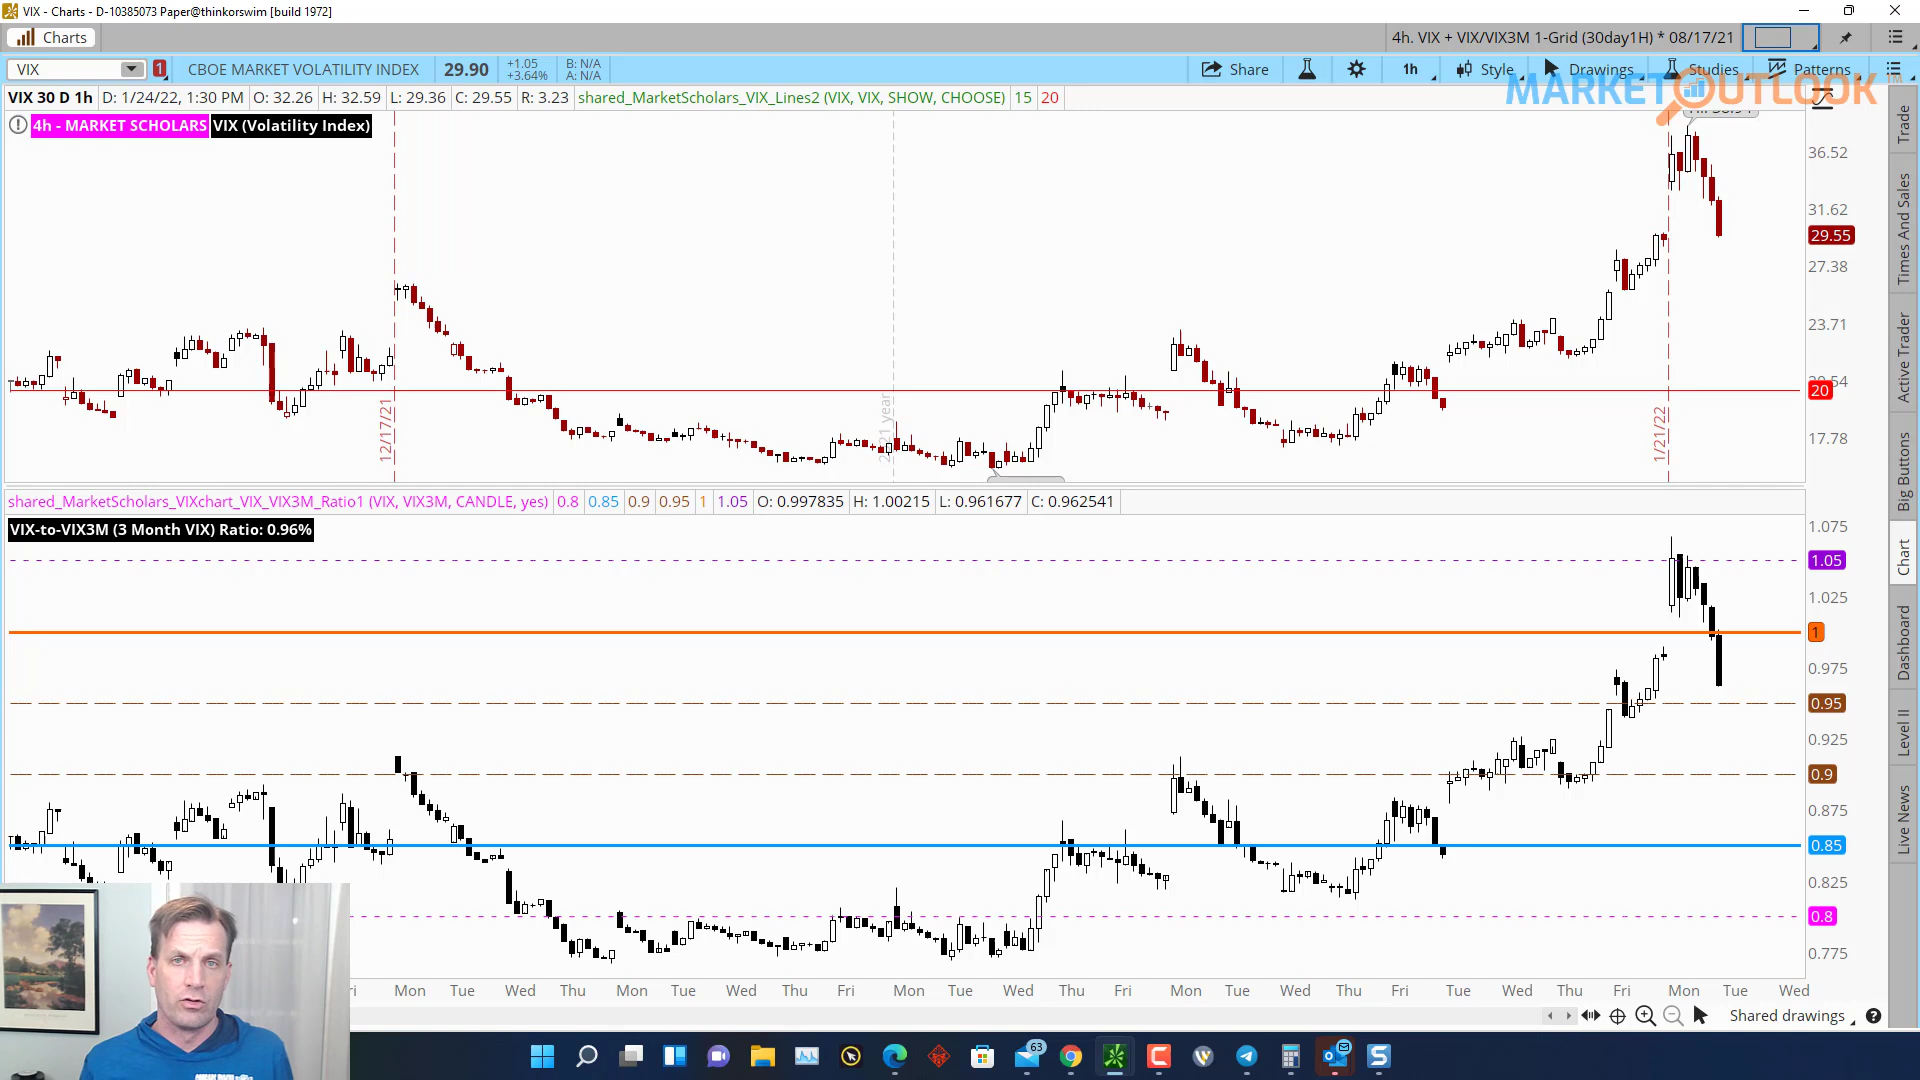 VIX - Charts - D-10385073 Paper@thinkorswim [build 1972]
Charts
4h. VIX + VIX/VIX3M 1-Grid (30day1H) * 08/17/21
VIX
1
CBOE MARKET VOLATILITY INDEX
29.90
+1.05
+3.64%
B: N/A
A: N/A
Share
1h
Style
Drawings
Studies
Patterns
MARKET OUTLOOK
VIX 30 D 1h
D: 1/24/22, 1:30 PM
O: 32.26
H: 32.59
L: 29.36
C: 29.55
R: 3.23
shared_MarketScholars_VIX_Lines2 (VIX, VIX, SHOW, CHOOSE)
15
20
4h - MARKET SCHOLARS
VIX (Volatility Index)
36.52
31.62
29.55
27.38
23.71
20
17.78
12/17/21
year
1/21/22
shared_MarketScholars_VIXchart_VIX_VIX3M_Ratio1 (VIX, VIX3M, CANDLE, yes)
0.8
0.85
0.9
0.95
1
1.05
O: 0.997835
H: 1.00215
L: 0.961677
C: 0.962541
VIX-to-VIX3M (3 Month VIX) Ratio: 0.96%
1.075
1.05
1.025
1
0.975
0.95
0.925
0.9
0.875
0.85
0.825
0.8
0.775
Mon Tue Wed Thu Mon Tue Wed Thu Fri Mon Tue Wed Thu Fri Mon Tue Wed Thu Fri Tue Wed Thu Fri Mon Tue Wed
Shared drawings
Trade
Times And Sales
Active Trader
Big Buttons
Chart
Dashboard
Level II
Live News
63